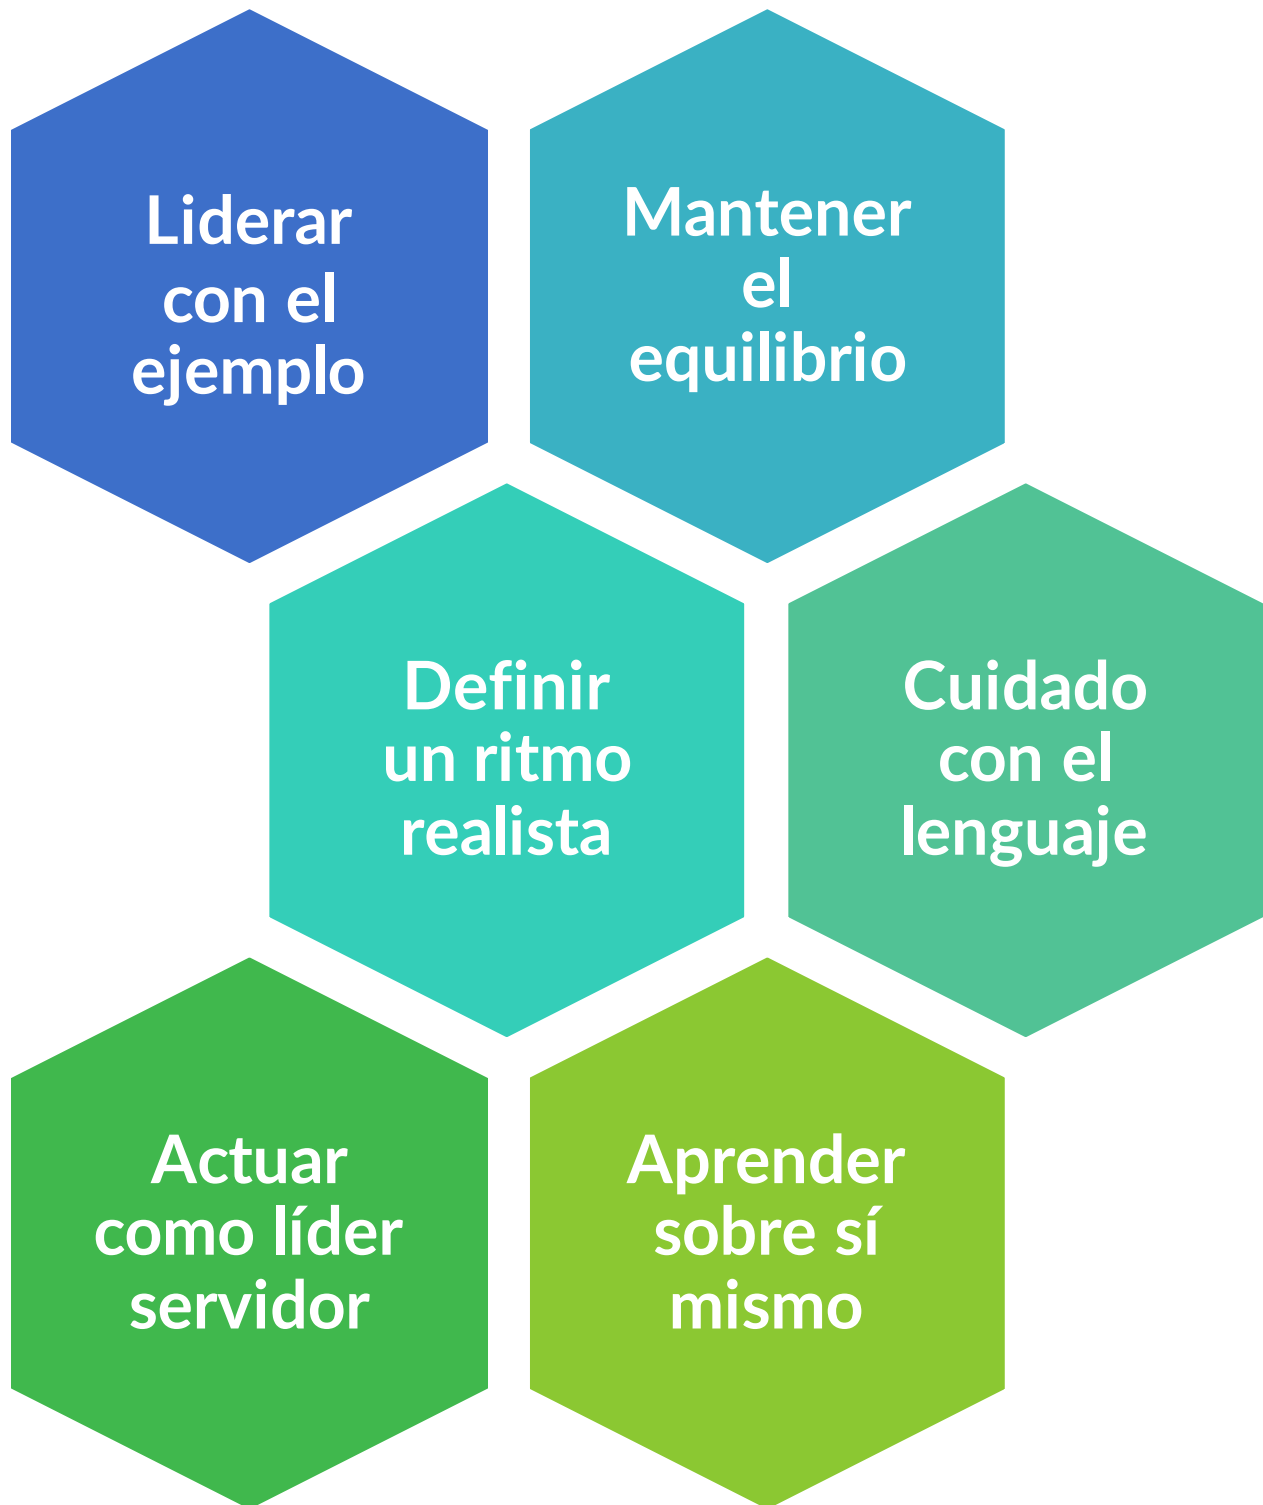 Liderar
con el
ejemplo
Mantener
el
equilibrio
Definir
un ritmo
realista
Cuidado
con el
lenguaje
Actuar
como líder
servidor
Aprender
sobre sí
mismo